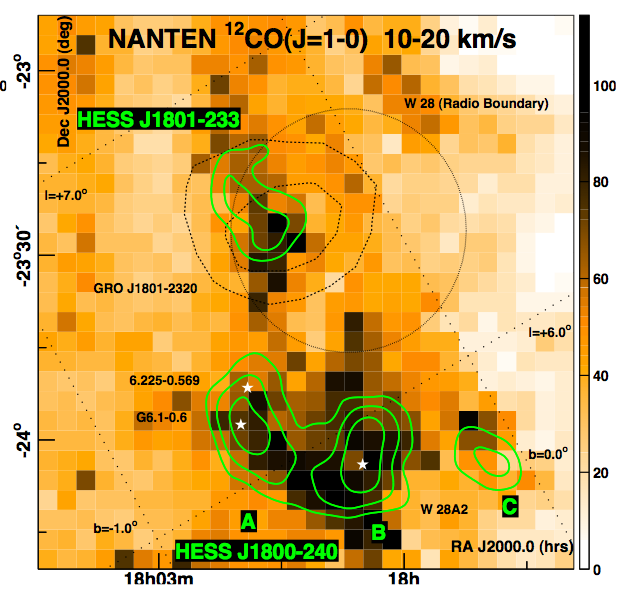 NANTEN ¹²CO(J=1-0) 10-20 km/s
-23°
Dec J2000.0 (deg)
100
W 28 (Radio Boundary)
HESS J1801-233
80
l=+7.0°
-23°30'
60
GRO J1801-2320
l=+6.0°
6.225-0.569
40
G6.1-0.6
-24°
b=0.0°
20
W 28A2
C
A
b=-1.0°
B
HESS J1800-240
RA J2000.0 (hrs)
0
18h03m
18h